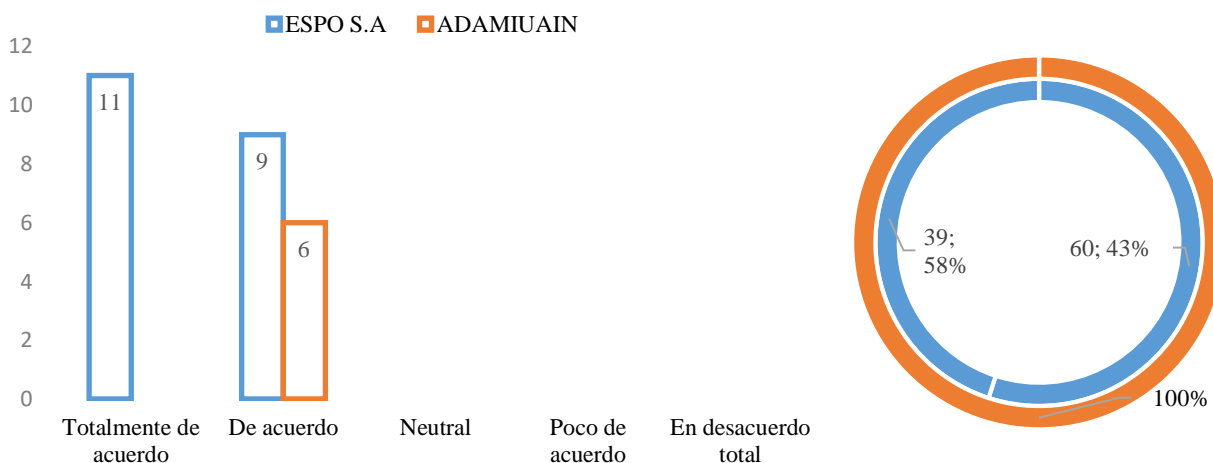 ESPO S.A ADAMIUAIN
12
10
8
6
4
2
0
11
9
6
Totalmente de
acuerdo
De acuerdo
Neutral
Poco de
acuerdo
En desacuerdo
total
39;
58%
60; 43%
100%